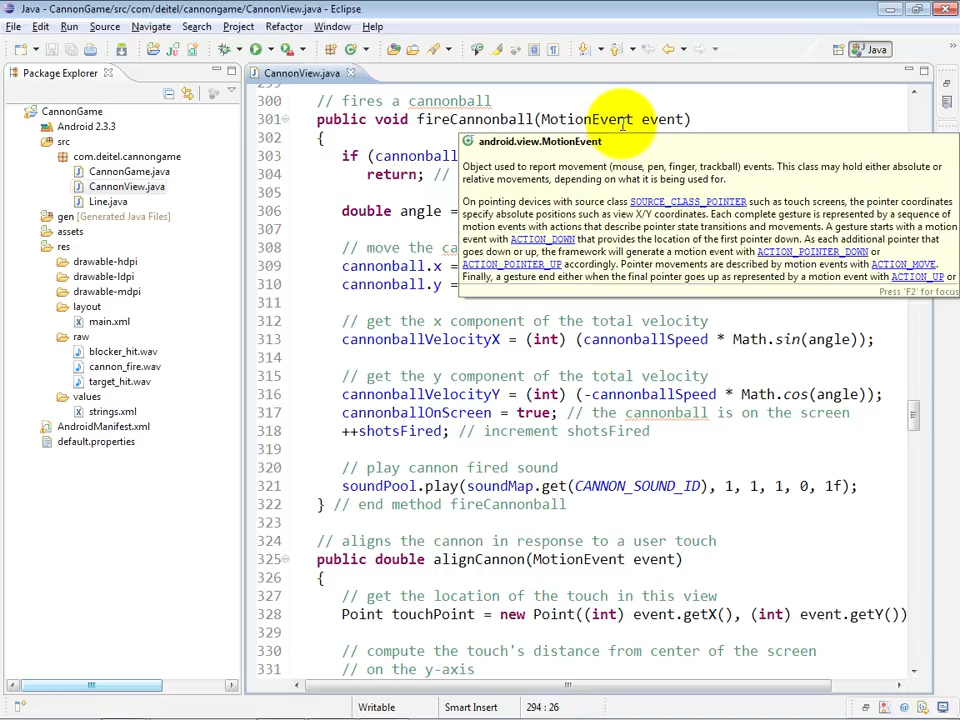 Java - CannonGame/src/com/deitel/cannongame/CannonView.java - Eclipse
File Edit Run Source Navigate Search Project Refactor Window Help
Java
Package Explorer
CannonGame
Android 2.3.3
src
com.deitel.cannongame
CannonGame.java
CannonView.java
Line.java
gen [Generated Java Files]
assets
res
drawable-hdpi
drawable-ldpi
drawable-mdpi
layout
main.xml
raw
blocker_hit.wav
cannon_fire.wav
target_hit.wav
values
strings.xml
AndroidManifest.xml
default.properties
CannonView.java
300 // fires a cannonball
301 public void fireCannonball(MotionEvent event)
302 {
303 if (cannonball
304 return; //
305
306 double angle =
308 // move the ca
309 cannonball.x =
310 cannonball.y =
android.view.MotionEvent
Object used to report movement (mouse, pen, finger, trackball) events. This class may hold either absolute or
relative movements, depending on what it is being used for.
On pointing devices with source class SOURCE_CLASS_POINTER such as touch screens, the pointer coordinates
specify absolute positions such as view X/Y coordinates. Each complete gesture is represented by a sequence of
motion events with actions that describe pointer state transitions and movements. A gesture starts with a motion
event with ACTION_DOWN that provides the location of the first pointer down. As each additional pointer that
goes down or up, the framework will generate a motion event with ACTION_POINTER_DOWN or
ACTION_POINTER_UP accordingly. Pointer movements are described by motion events with ACTION_MOVE.
Finally, a gesture end either when the final pointer goes up as represented by a motion event with ACTION_UP or
Press 'F2' for focus
312 // get the x component of the total velocity
313 cannonballVelocityX = (int) (cannonballSpeed * Math.sin(angle));
314
315 // get the y component of the total velocity
316 cannonballVelocityY = (int) (-cannonballSpeed * Math.cos(angle));
317 cannonballOnScreen = true; // the cannonball is on the screen
318 ++shotsFired; // increment shotsFired
319
320 // play cannon fired sound
321 soundPool.play(soundMap.get(CANNON_SOUND_ID), 1, 1, 1, 0, 1f);
322 } // end method fireCannonball
323
324 // aligns the cannon in response to a user touch
325 public double alignCannon(MotionEvent event)
326 {
327 // get the location of the touch in this view
328 Point touchPoint = new Point((int) event.getX(), (int) event.getY())
329
330 // compute the touch's distance from center of the screen
331 // on the y-axis
Writable Smart Insert 294 : 26